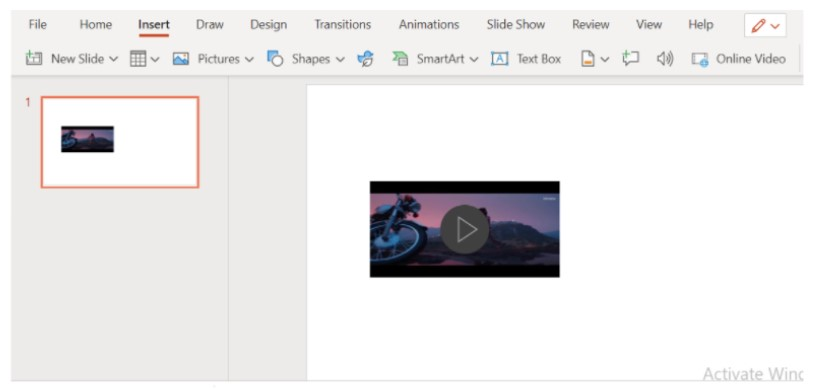 File Home Insert Draw Design Transitions Animations Slide Show Review View Help
New Slide Pictures Shapes SmartArt Text Box Online Video
1
Activate Winc